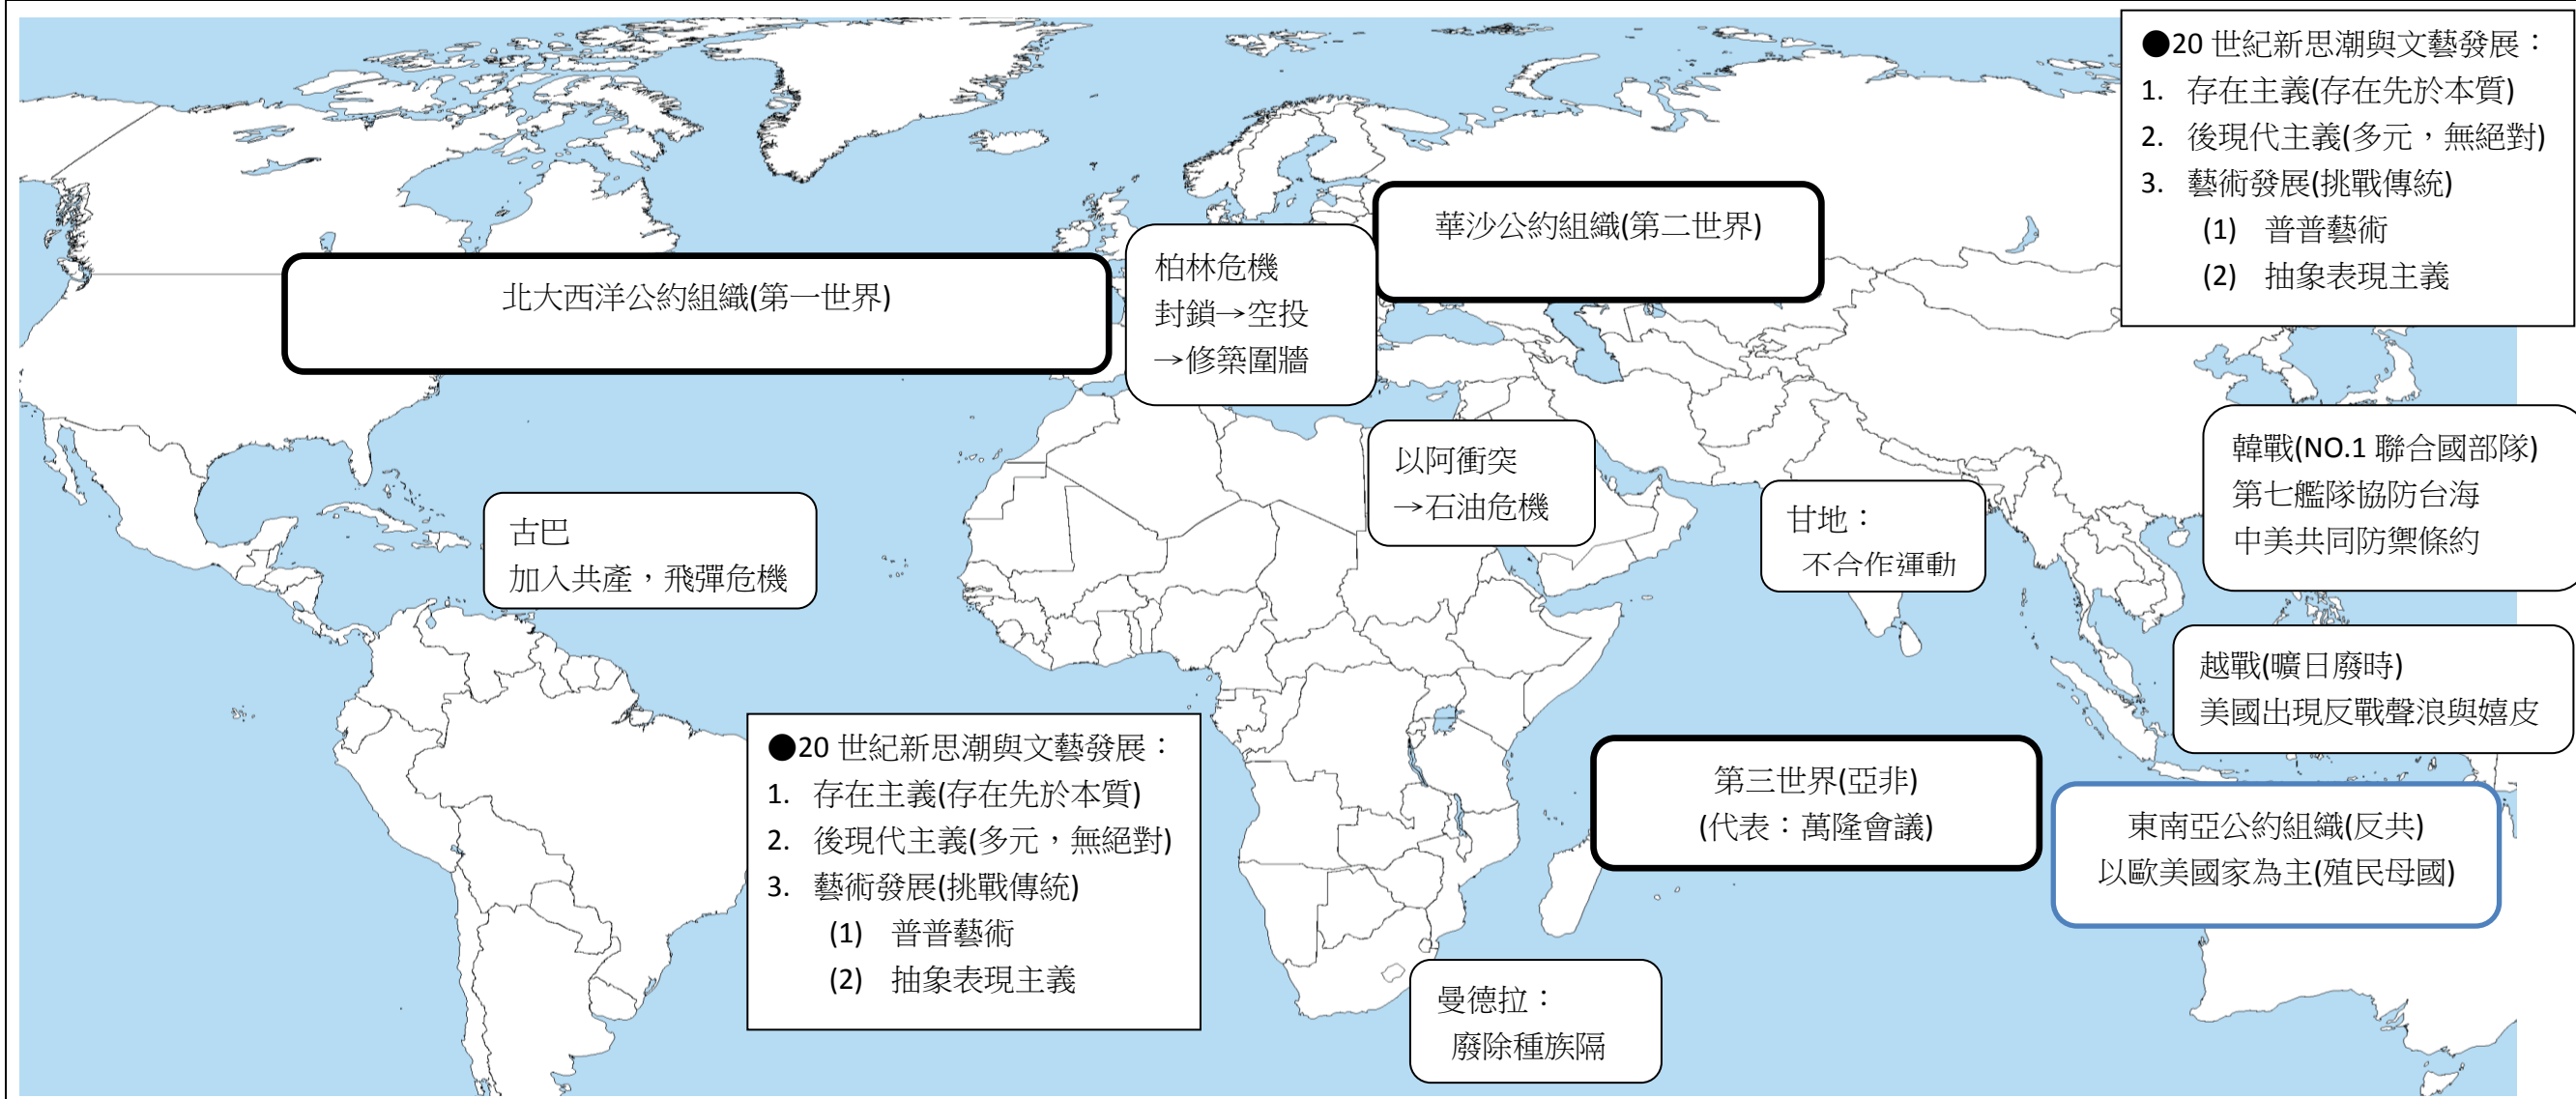 ●20 世紀新思潮與文藝發展：
1. 存在主義(存在先於本質)
2. 後現代主義(多元，無絕對)
3. 藝術發展(挑戰傳統)
(1) 普普藝術
(2) 抽象表現主義
華沙公約組織(第二世界)
北大西洋公約組織(第一世界)
柏林危機
封鎖→空投
→修築圍牆
韓戰(NO.1 聯合國部隊)
第七艦隊協防台海
中美共同防禦條約
以阿衝突
→石油危機
甘地：
不合作運動
古巴
加入共產，飛彈危機
越戰(曠日廢時)
美國出現反戰聲浪與嬉皮
●20 世紀新思潮與文藝發展：
1. 存在主義(存在先於本質)
2. 後現代主義(多元，無絕對)
3. 藝術發展(挑戰傳統)
(1) 普普藝術
(2) 抽象表現主義
第三世界(亞非)
(代表：萬隆會議)
東南亞公約組織(反共)
以歐美國家為主(殖民母國)
曼德拉：
廢除種族隔